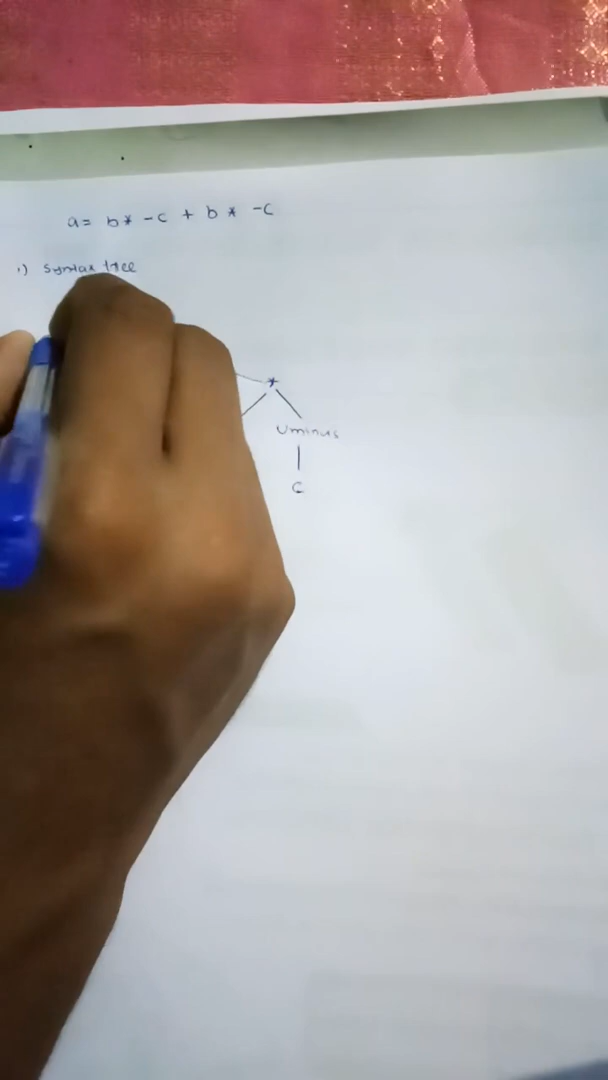 a= b* -c + b * -c
1) Syntax tree
*
Uminus
c